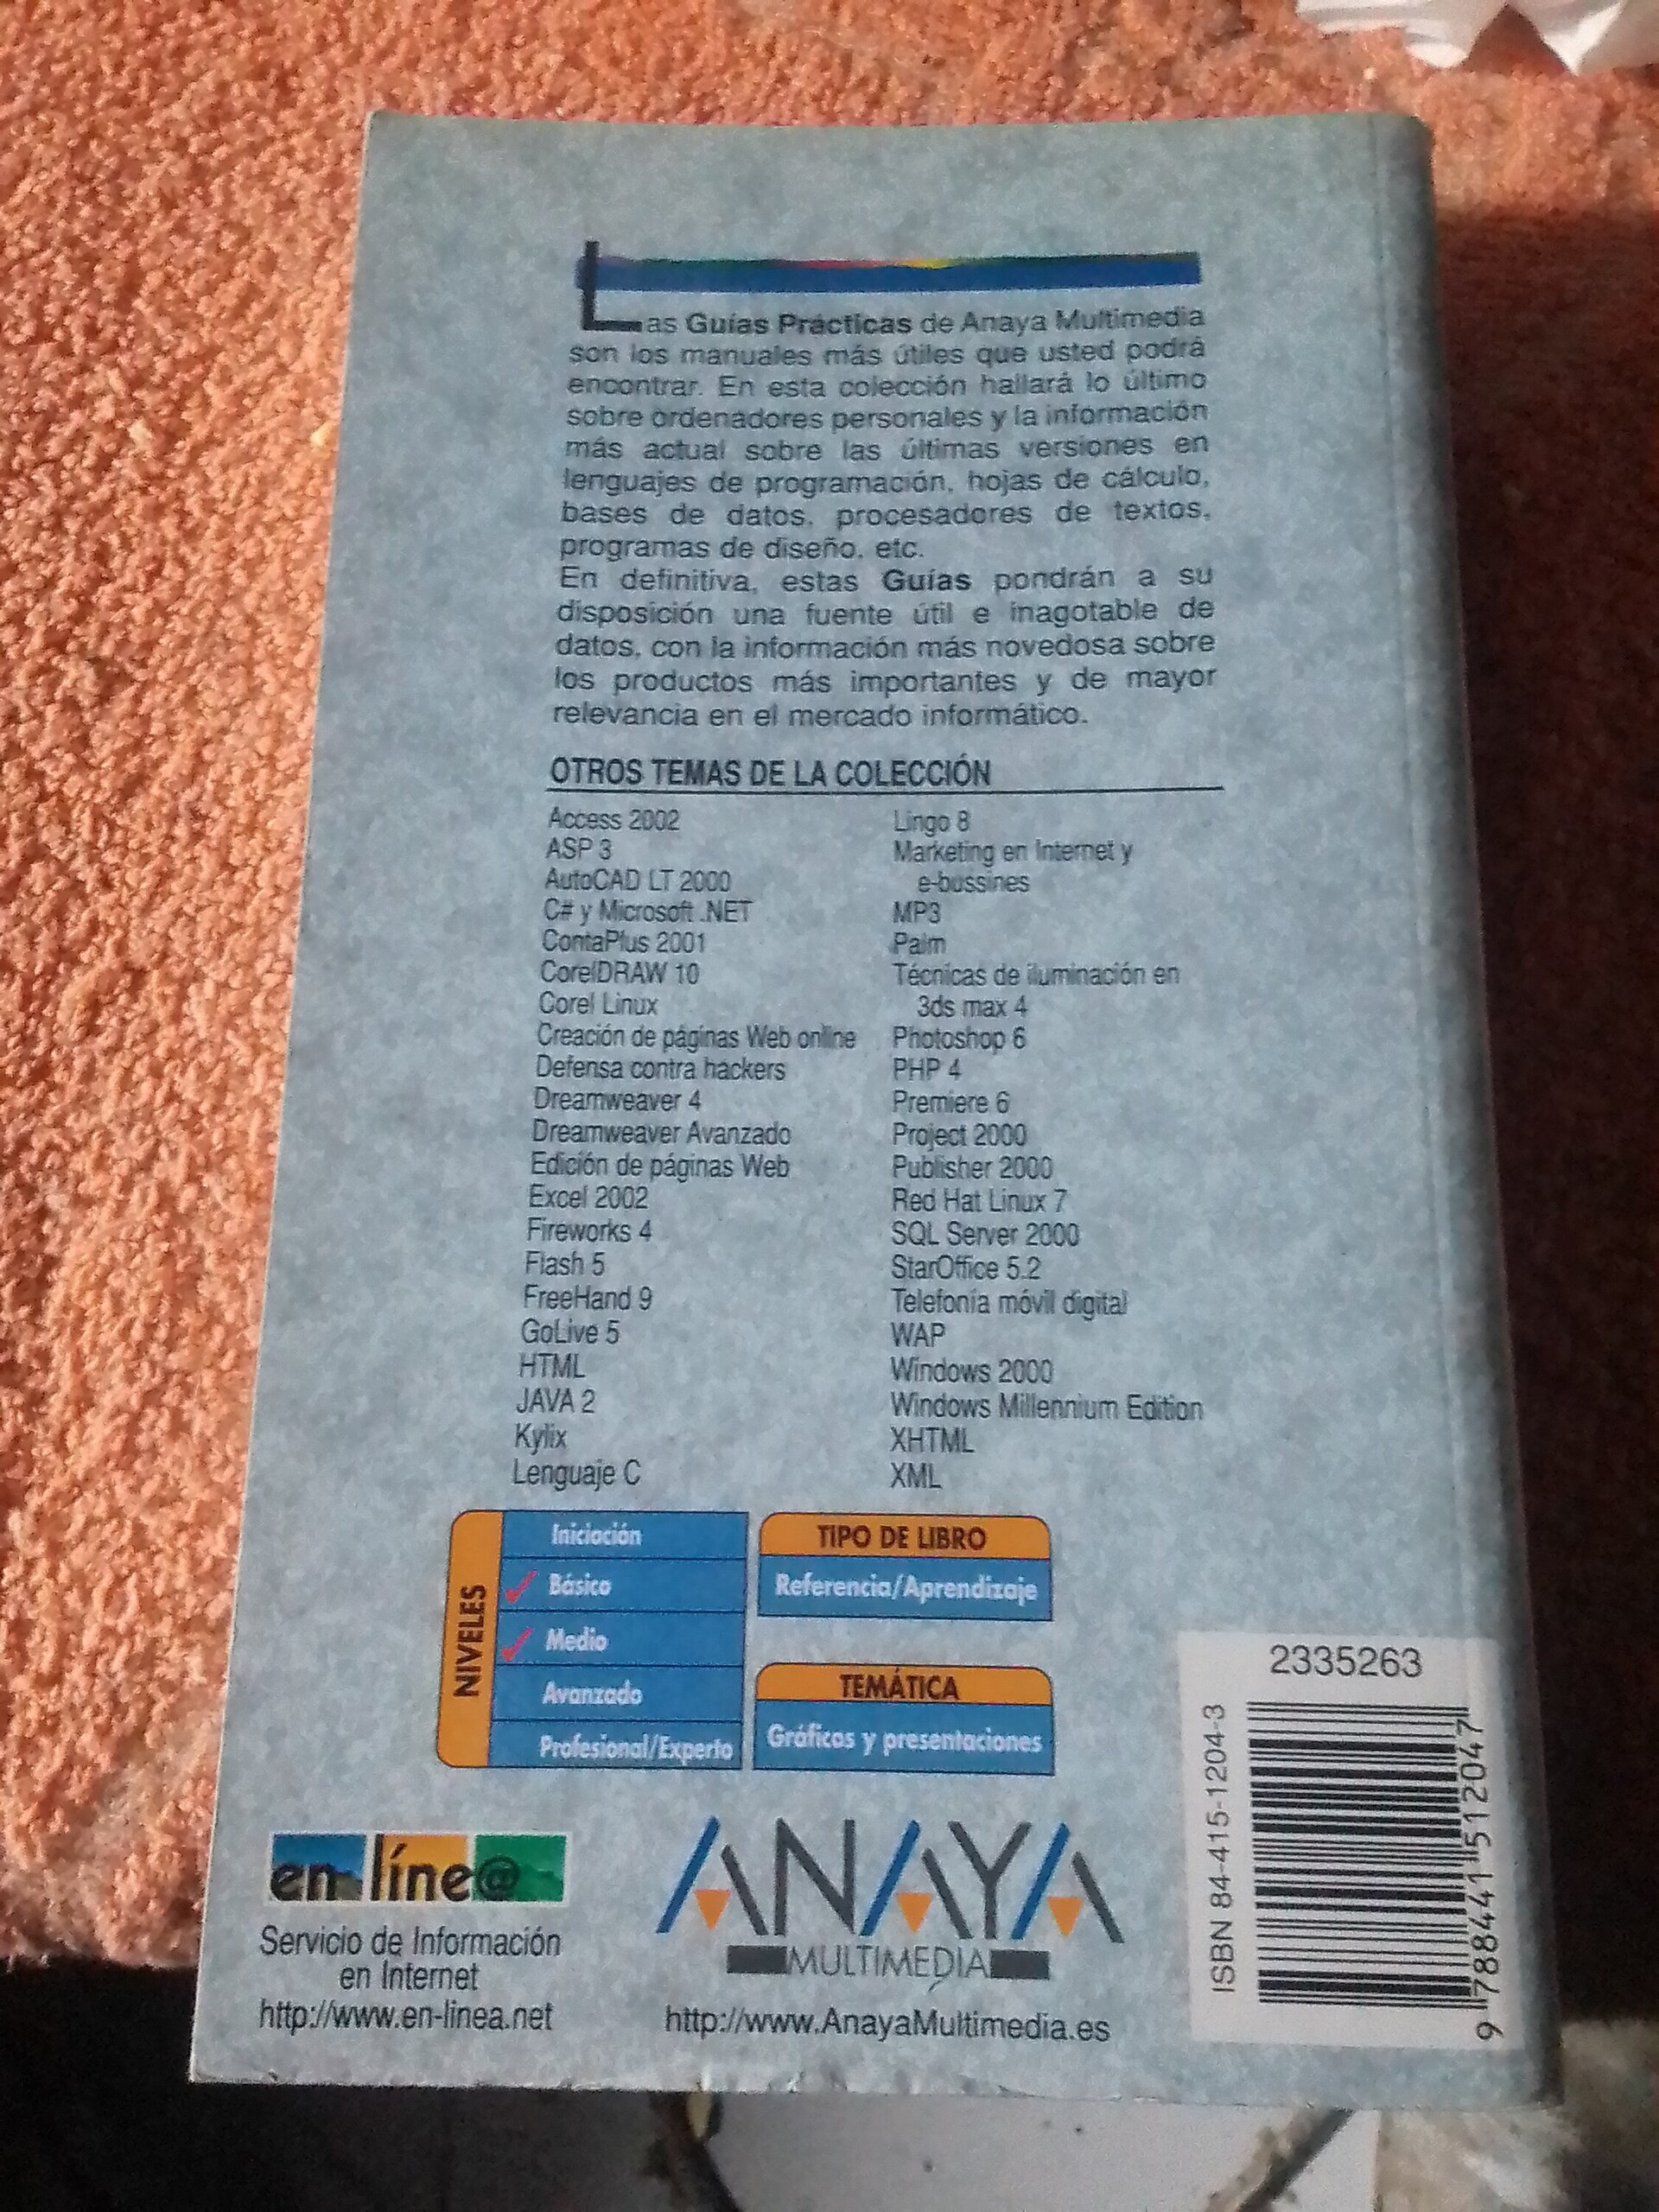 Las Guías Prácticas de Anaya Multimedia
son los manuales más útiles que usted podrá
encontrar. En esta colección hallará lo último
sobre ordenadores personales y la información
más actual sobre las últimas versiones en
lenguajes de programación, hojas de cálculo,
bases de datos, procesadores de textos,
programas de diseño, etc.
En definitiva, estas Guías pondrán a su
disposición una fuente útil e inagotable de
datos, con la información más novedosa sobre
los productos más importantes y de mayor
relevancia en el mercado informático.
OTROS TEMAS DE LA COLECCIÓN
Access 2002
ASP 3
AutoCAD LT 2000
C# y Microsoft .NET
ContaPlus 2001
CorelDRAW 10
Corel Linux
Creación de páginas Web online
Defensa contra hackers
Dreamweaver 4
Dreamweaver Avanzado
Edición de páginas Web
Excel 2002
Fireworks 4
Flash 5
FreeHand 9
GoLive 5
HTML
JAVA 2
Kylix
Lenguaje C
Lingo 8
Marketing en Internet y
e-bussines
MP3
Palm
Técnicas de iluminación en
3ds max 4
Photoshop 6
PHP 4
Premiere 6
Project 2000
Publisher 2000
Red Hat Linux 7
SQL Server 2000
StarOffice 5.2
Telefonía móvil digital
WAP
Windows 2000
Windows Millennium Edition
XHTML
XML
NIVELES
Iniciación
Básico
Medio
Avanzado
Profesional/Experto
TIPO DE LIBRO
Referencia/Aprendizaje
TEMÁTICA
Gráficos y presentaciones
en líne@
Servicio de Información
en Internet
http://www.en-linea.net
ANAYA
MULTIMEDIA
http://www.AnayaMultimedia.es
2335263
ISBN 84-415-1204-3
9 788441 512047